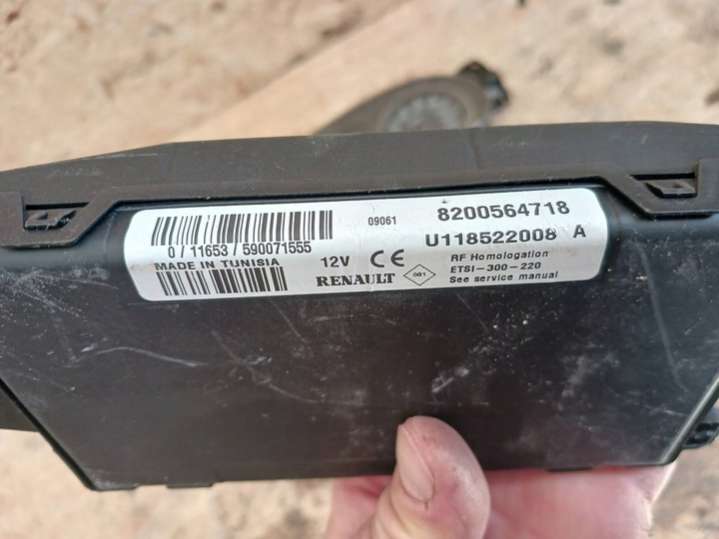 0 / 11653 / 590071555
MADE IN TUNISIA
09061
12V CE
RENAULT
8200564718
U118522008 A
RF Homologation
ETSI-300-220
See service manual